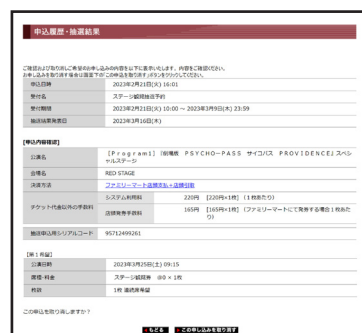 申込履歴・抽選結果
ご確認および取り消しご希望のお申し込みの内容を以下に表示いたします。内容をご確認ください。
お申し込みを取り消す場合は画面下の「この申込を取り消す」ボタンをクリックしてください。
申込日時 2023年2月21日(火) 16:01
受付名 ステージ観覧抽選予約
受付期間 2023年2月21日(火) 10:00 ～ 2023年3月9日(木) 23:59
抽選結果発表日 2023年3月16日(木)
[申込内容確認]
公演名 [Program1] 『劇場版 PSYCHO-PASS サイコパス PROVIDENCE』スペシャルステージ
会場名 RED STAGE
決済方法 ファミリーマート店頭支払+店頭引取
チケット代金以外の手数料
システム利用料 220円 [220円×1枚] (1枚あたり)
店頭発券手数料 165円 [165円×1枚] (ファミリーマートにて発券する場合1枚あたり)
抽選申込用シリアルコード 95712499261
[第1希望]
公演日時 2023年3月25日(土) 09:15
席種・料金 ステージ観覧券 @0 × 1枚
枚数 1枚 連続席希望
この申込を取り消しますか?
もどる この申し込みを取り消す